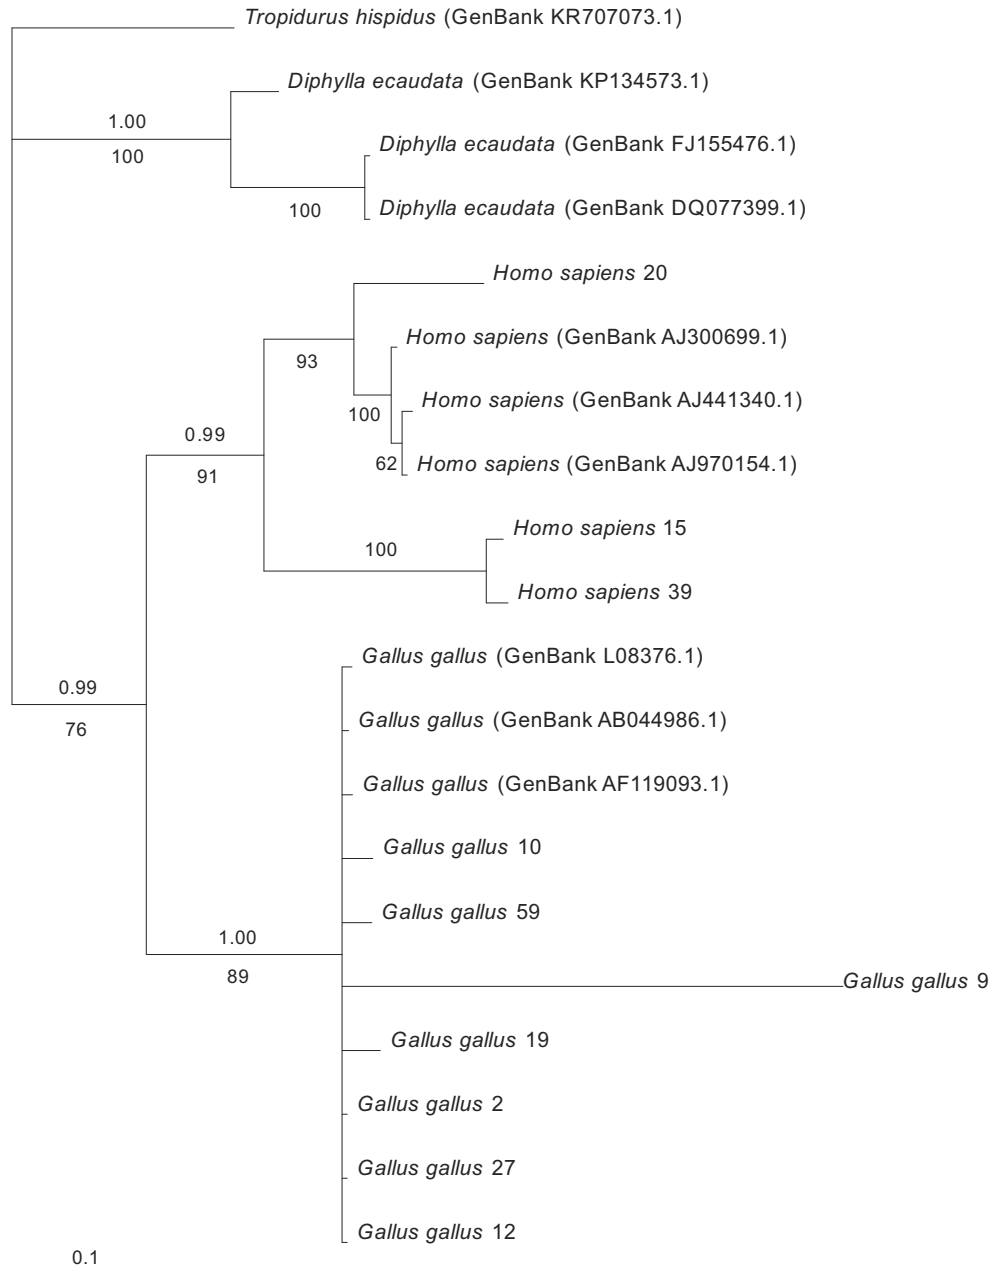 Tropidurus hispidus (GenBank KR707073.1)
Diphylla ecaudata (GenBank KP134573.1)
1.00
Diphylla ecaudata (GenBank FJ155476.1)
100
Diphylla ecaudata (GenBank DQ077399.1)
100
Homo sapiens 20
Homo sapiens (GenBank AJ300699.1)
93
Homo sapiens (GenBank AJ441340.1)
100
0.99
Homo sapiens (GenBank AJ970154.1)
62
91
Homo sapiens 15
100
Homo sapiens 39
Gallus gallus (GenBank L08376.1)
0.99
Gallus gallus (GenBank AB044986.1)
76
Gallus gallus (GenBank AF119093.1)
Gallus gallus 10
Gallus gallus 59
1.00
89
Gallus gallus 9
Gallus gallus 19
Gallus gallus 2
Gallus gallus 27
Gallus gallus 12
0.1